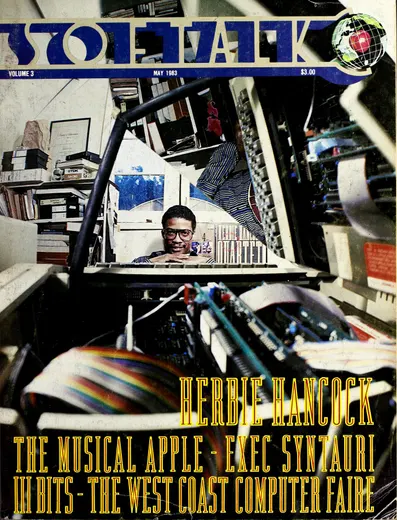 SOFTALK
VOLUME 3 MAY 1983 $3.00
QUARTET
HERBIE HANCOCK
THE MUSICAL APPLE - EXEC SYNTAURI
III BITS - THE WEST COAST COMPUTER FAIRE